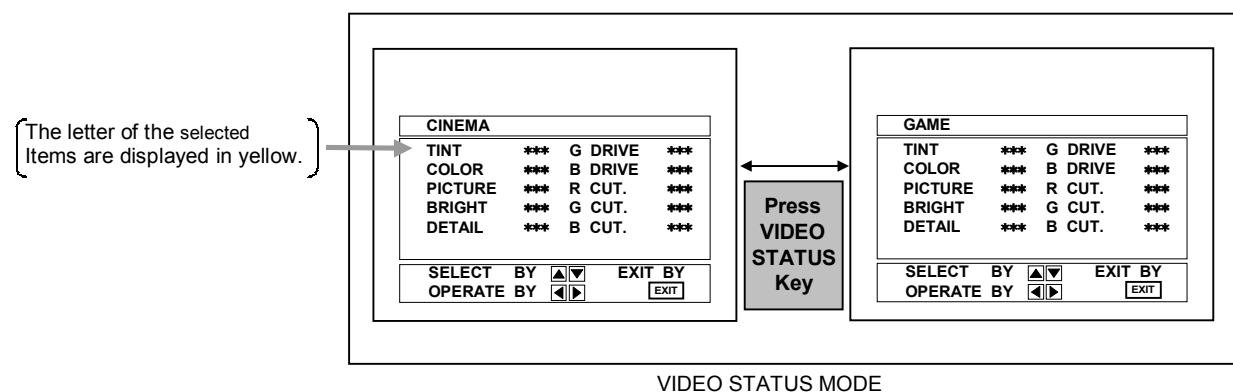 The letter of the selected
Items are displayed in yellow.
CINEMA
TINT *** G DRIVE ***
COLOR *** B DRIVE ***
PICTURE *** R CUT. ***
BRIGHT *** G CUT. ***
DETAIL *** B CUT. ***
SELECT BY ▲▼ EXIT BY
OPERATE BY ◀▶ EXIT
Press
VIDEO
STATUS
Key
GAME
TINT *** G DRIVE ***
COLOR *** B DRIVE ***
PICTURE *** R CUT. ***
BRIGHT *** G CUT. ***
DETAIL *** B CUT. ***
SELECT BY ▲▼ EXIT BY
OPERATE BY ◀▶ EXIT
VIDEO STATUS MODE